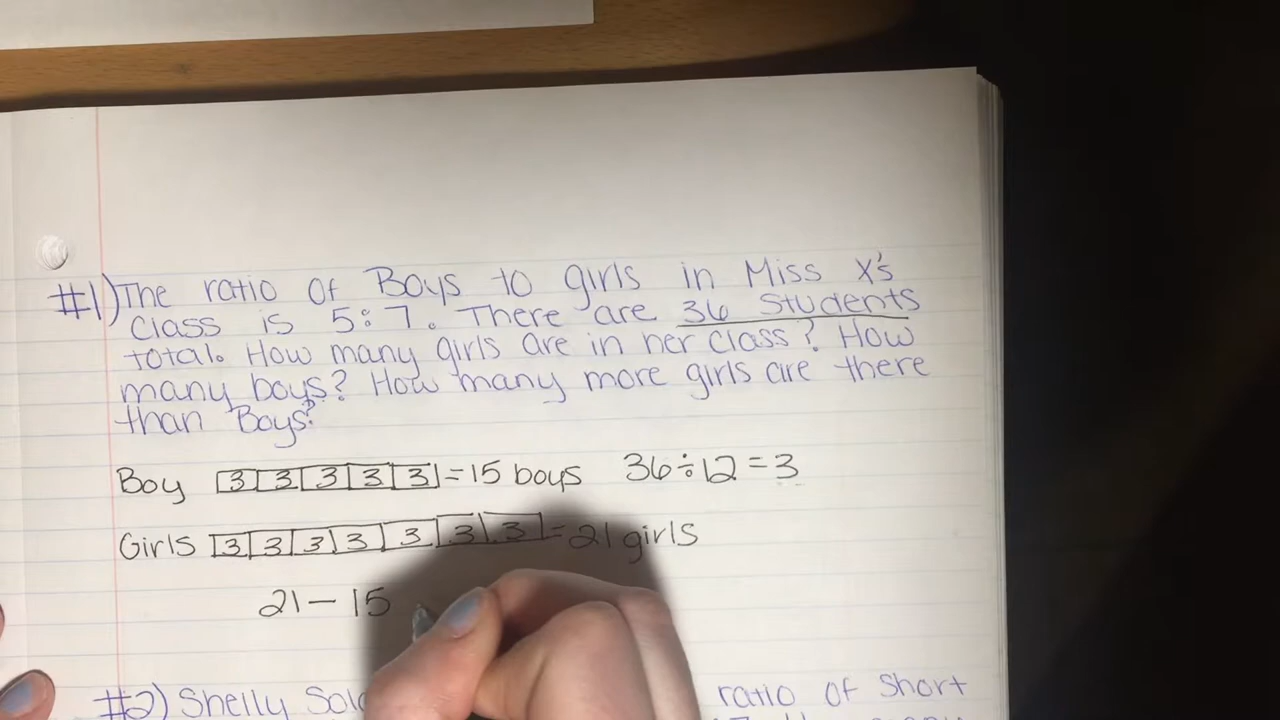 #1) The ratio of Boys to girls in Miss X's
class is 5:7. There are 36 Students
total. How many girls are in her class? How
many boys? How many more girls are there
than Boys?
Boy 3 3 3 3 3 = 15 boys 36 ÷ 12 = 3
Girls 3 3 3 3 3 3 3 = 21 girls
21 - 15
#2) Shelly ratio of Short